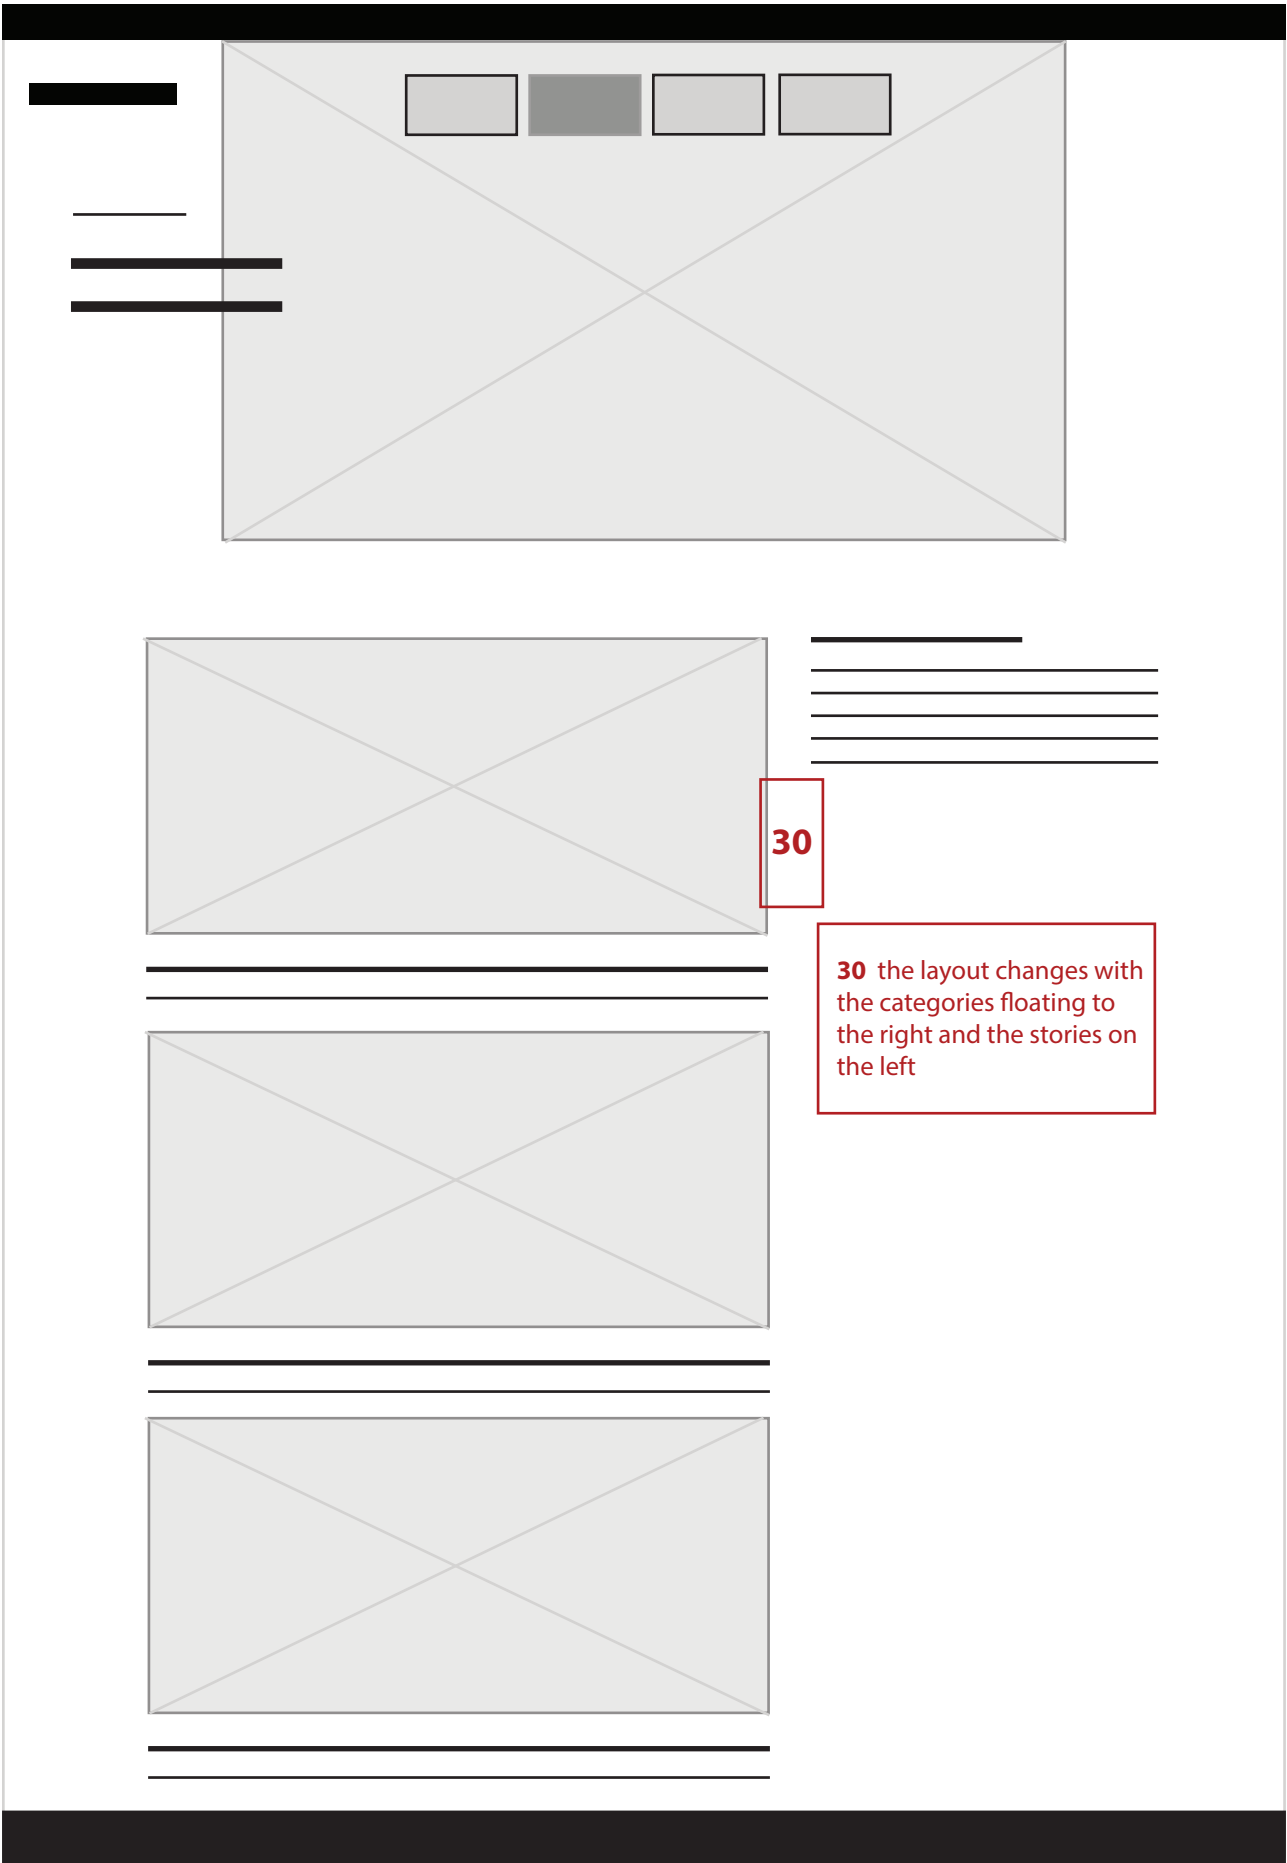 30
30 the layout changes with
the categories floating to
the right and the stories on
the left